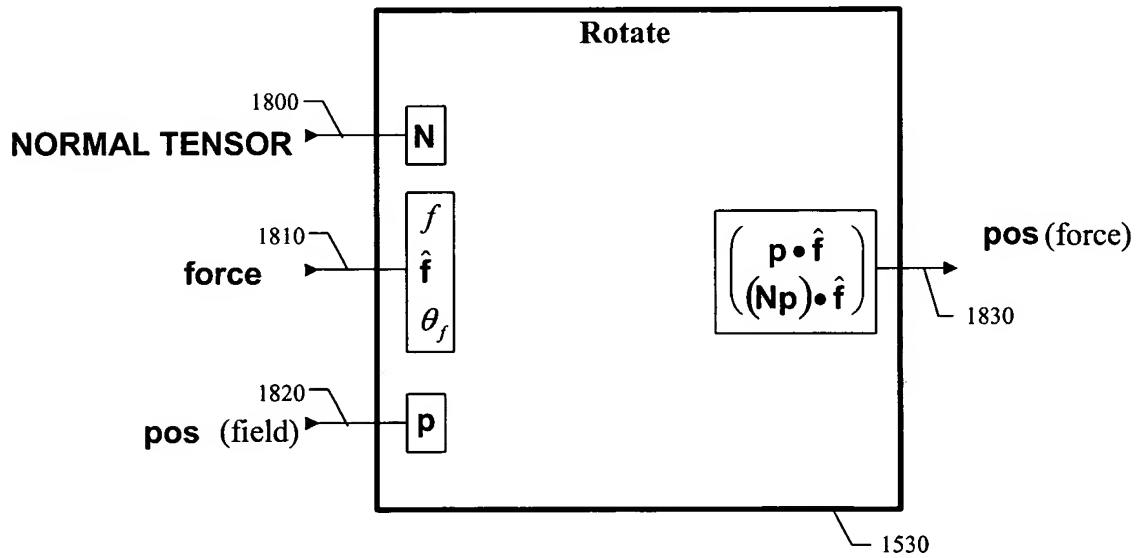 Rotate
1800
NORMAL TENSOR
N
1810
force
f
f̂
θ_f
1820
pos (field)
p
p • f̂
(Np) • f̂
pos (force)
1830
1530